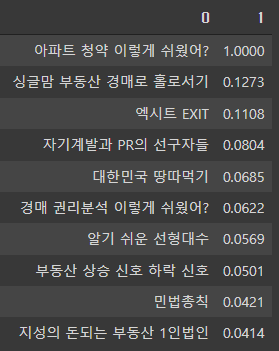 0 1
아파트 청약 이렇게 쉬웠어? 1.0000
싱글맘 부동산 경매로 홀로서기 0.1273
엑시트 EXIT 0.1108
자기계발과 PR의 선구자들 0.0804
대한민국 땅따먹기 0.0685
경매 권리분석 이렇게 쉬웠어? 0.0622
알기 쉬운 선형대수 0.0569
부동산 상승 신호 하락 신호 0.0501
민법총칙 0.0421
지성의 돈되는 부동산 1인법인 0.0414